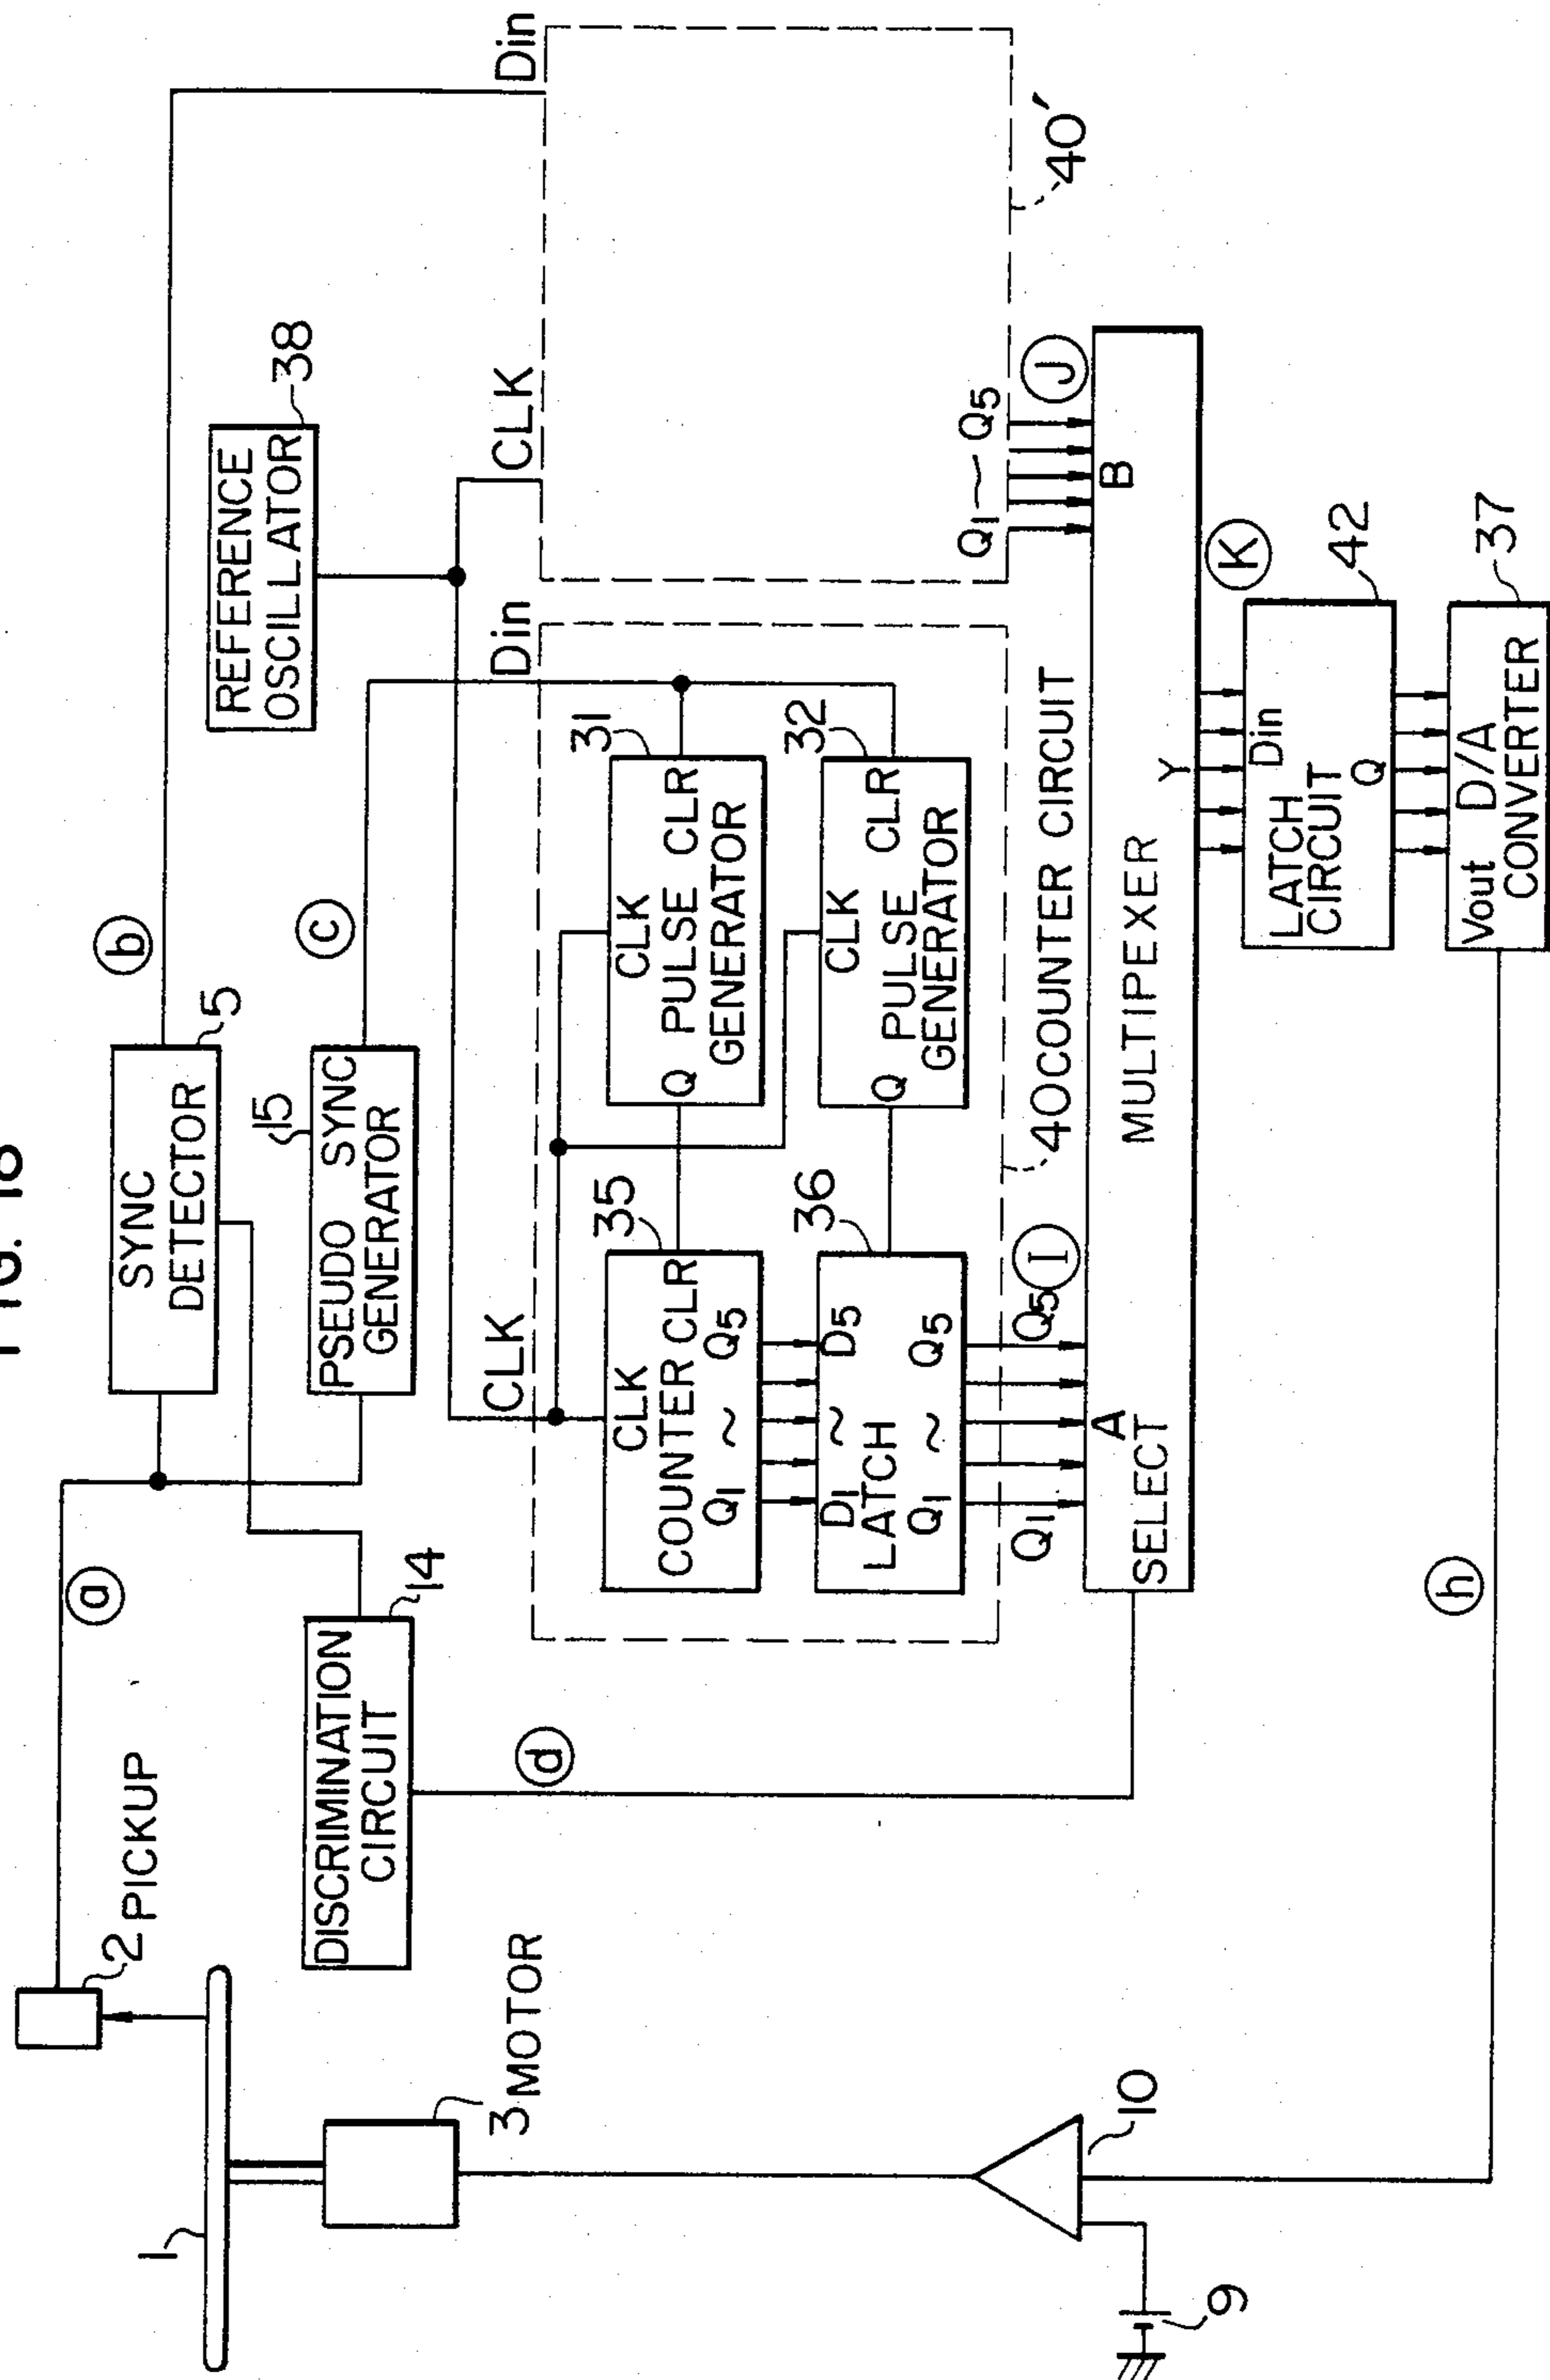 FIG. 18
1
2 PICKUP
3 MOTOR
a
SYNC
DETECTOR
5
b
15
PSEUDO SYNC
GENERATOR
c
REFERENCE
OSCILLATOR
38
DISCRIMINATION
CIRCUIT
14
d
CLK
Din
CLK
Din
CLK
COUNTER CLR
Q1 ~ Q5
35
CLK
Q PULSE CLR
GENERATOR
31
D1 ~ D5
LATCH
Q1 ~ Q5
36
CLK
Q PULSE CLR
GENERATOR
32
40 COUNTER CIRCUIT
40'
Q1
Q5
I
Q1 ~ Q5
J
A
SELECT
MULTIPEXER
Y
B
K
Din
LATCH
CIRCUIT
Q
42
Vout D/A
CONVERTER
37
h
10
9